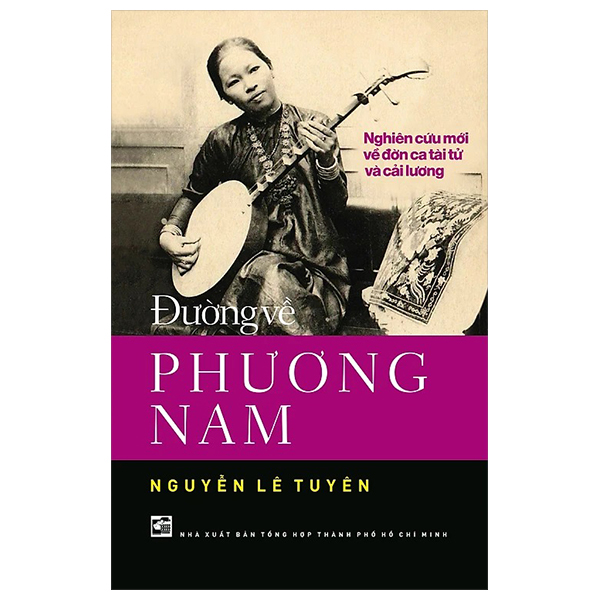 Nghiên cứu mới
về đờn ca tài tử
và cải lương
Đường về
PHƯƠNG
NAM
NGUYỄN LÊ TUYÊN
NHÀ XUẤT BẢN TỔNG HỢP THÀNH PHỐ HỒ CHÍ MINH